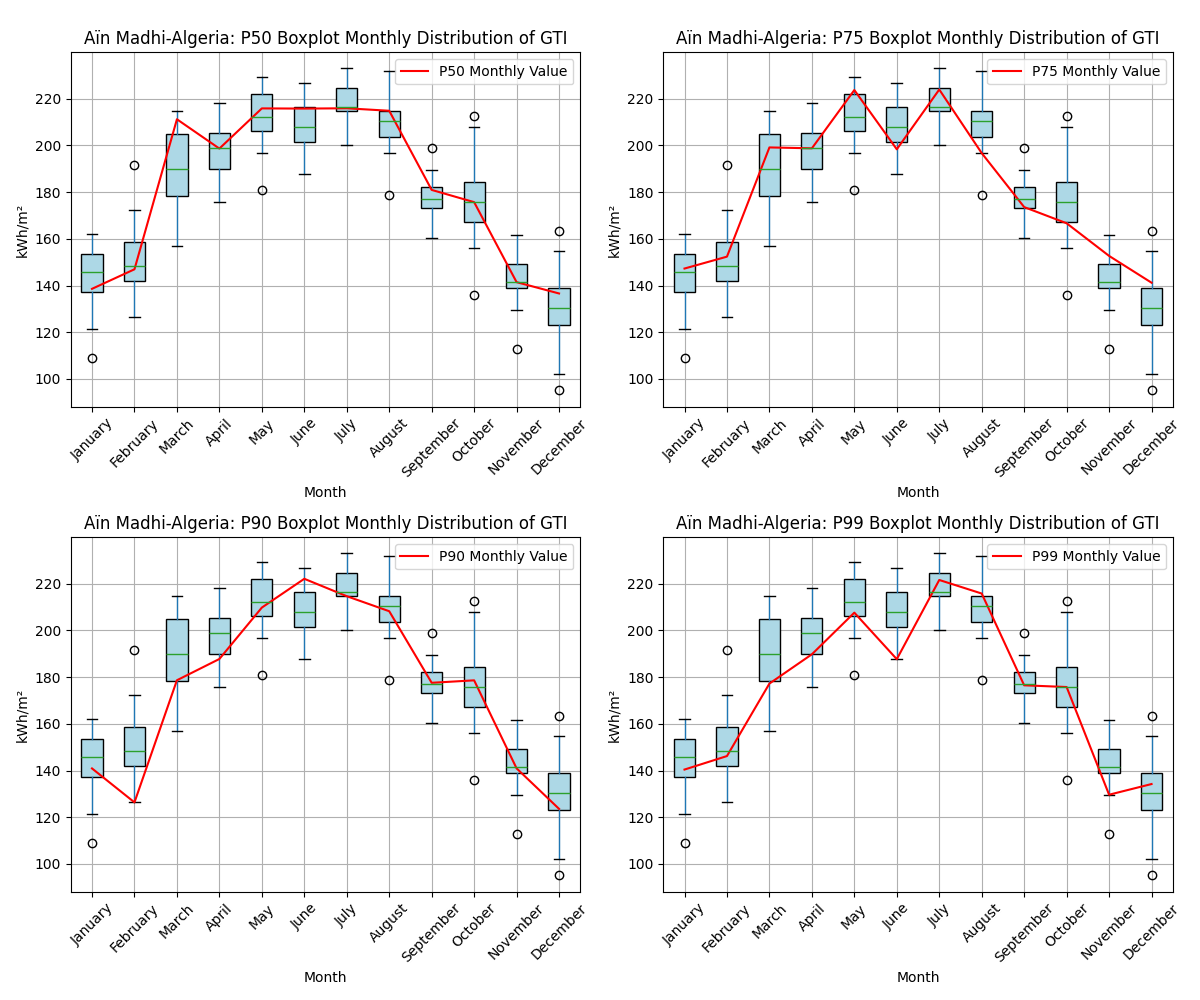 Aïn Madhi-Algeria: P50 Boxplot Monthly Distribution of GTI
P50 Monthly Value
kWh/m²
220
200
180
160
140
120
100
January
February
March
April
May
June
July
August
September
October
November
December
Month
Aïn Madhi-Algeria: P75 Boxplot Monthly Distribution of GTI
P75 Monthly Value
kWh/m²
220
200
180
160
140
120
100
January
February
March
April
May
June
July
August
September
October
November
December
Month
Aïn Madhi-Algeria: P90 Boxplot Monthly Distribution of GTI
P90 Monthly Value
kWh/m²
220
200
180
160
140
120
100
January
February
March
April
May
June
July
August
September
October
November
December
Month
Aïn Madhi-Algeria: P99 Boxplot Monthly Distribution of GTI
P99 Monthly Value
kWh/m²
220
200
180
160
140
120
100
January
February
March
April
May
June
July
August
September
October
November
December
Month